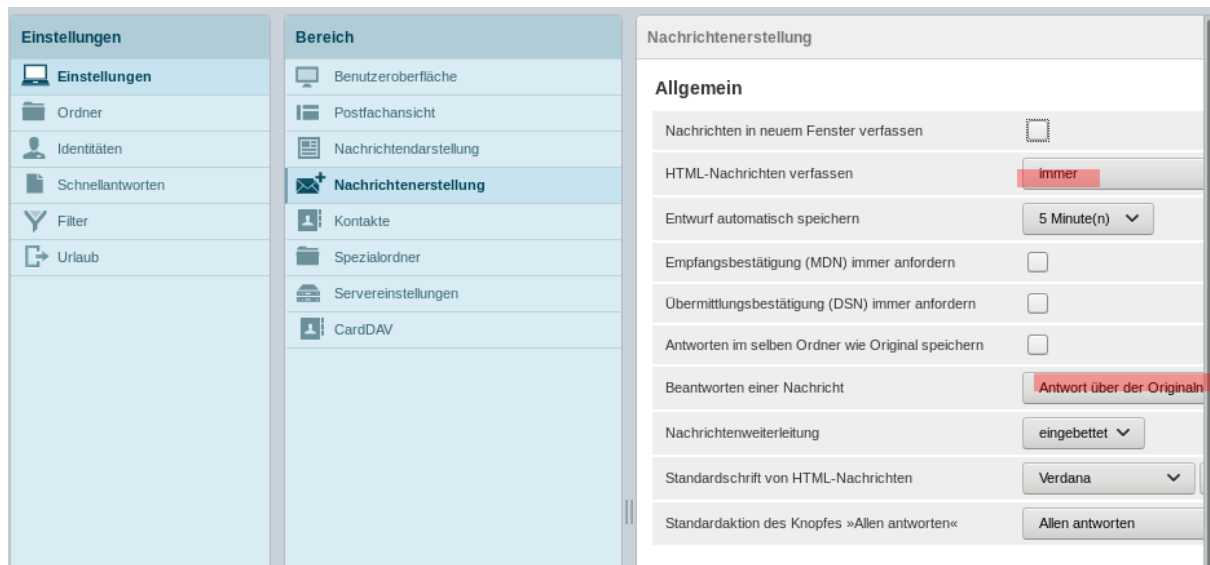 Einstellungen
Einstellungen
Ordner
Identitäten
Schnellantworten
Filter
Urlaub
Bereich
Benutzeroberfläche
Postfachansicht
Nachrichtendarstellung
Nachrichtenerstellung
Kontakte
Spezialordner
Servereinstellungen
CardDAV
Nachrichtenerstellung
Allgemein
Nachrichten in neuem Fenster verfassen
HTML-Nachrichten verfassen immer
Entwurf automatisch speichern 5 Minute(n)
Empfangsbestätigung (MDN) immer anfordern
Übermittlungsbestätigung (DSN) immer anfordern
Antworten im selben Ordner wie Original speichern
Beantworten einer Nachricht Antwort über der Originaln
Nachrichtenweiterleitung eingebettet
Standardschrift von HTML-Nachrichten Verdana
Standardaktion des Knopfes »Allen antworten« Allen antworten